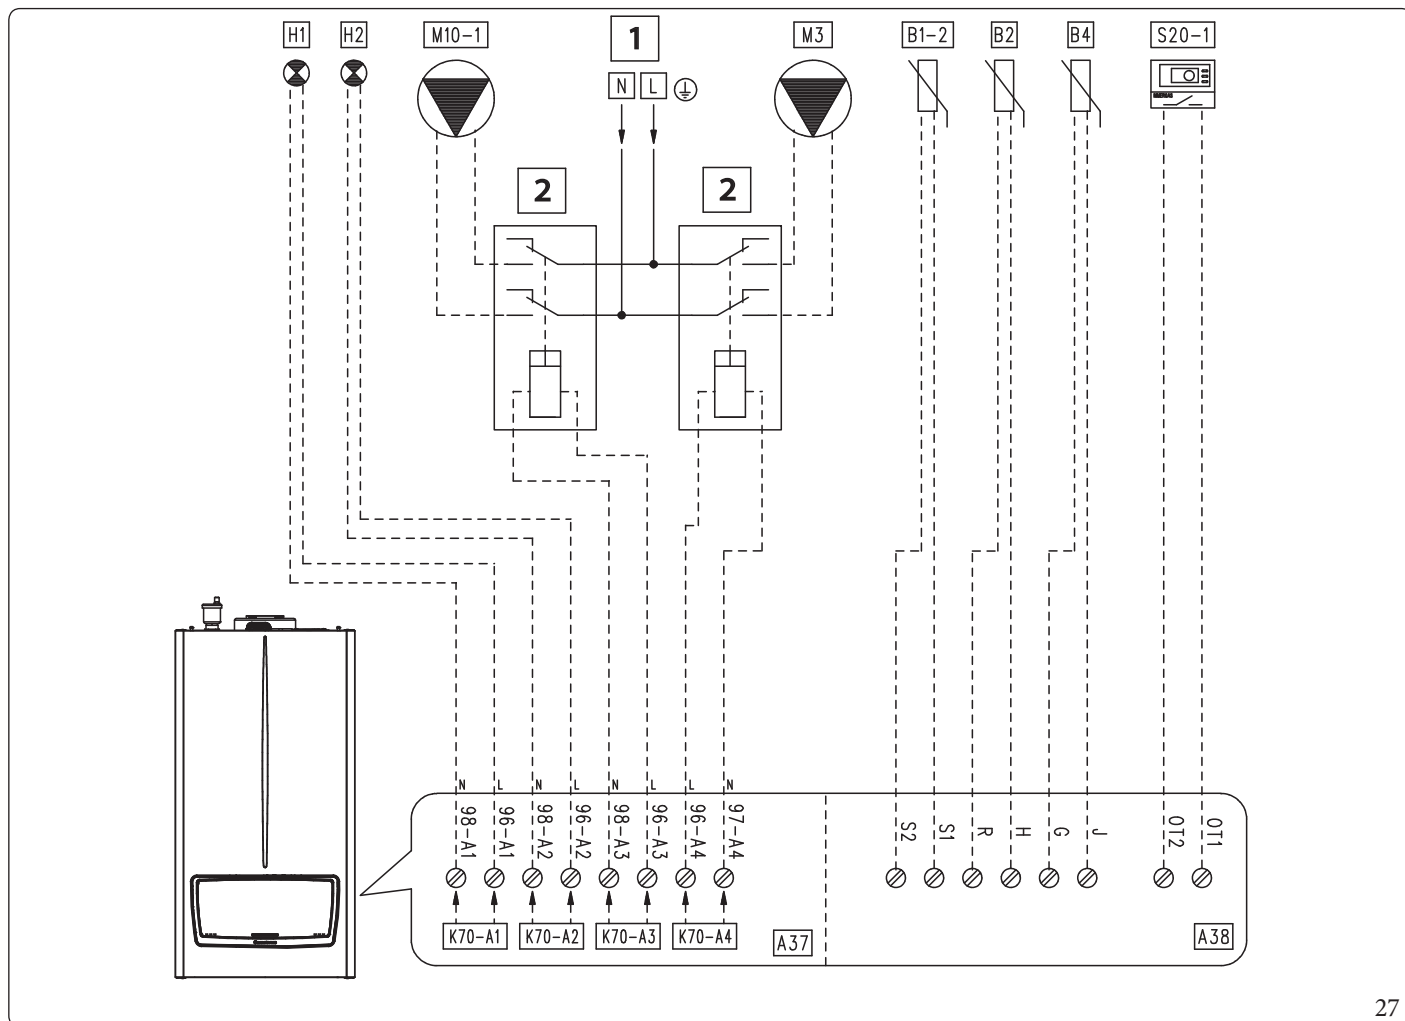 H1 H2 M10-1 1 M3 B1-2 B2 B4 S20-1
N L
2 2
N L N L N L L N
98-A1 96-A1 98-A2 96-A2 98-A3 96-A3 96-A4 97-A4 S2 S1 R H G J OT2 OT1
K70-A1 K70-A2 K70-A3 K70-A4 A37 A38
27